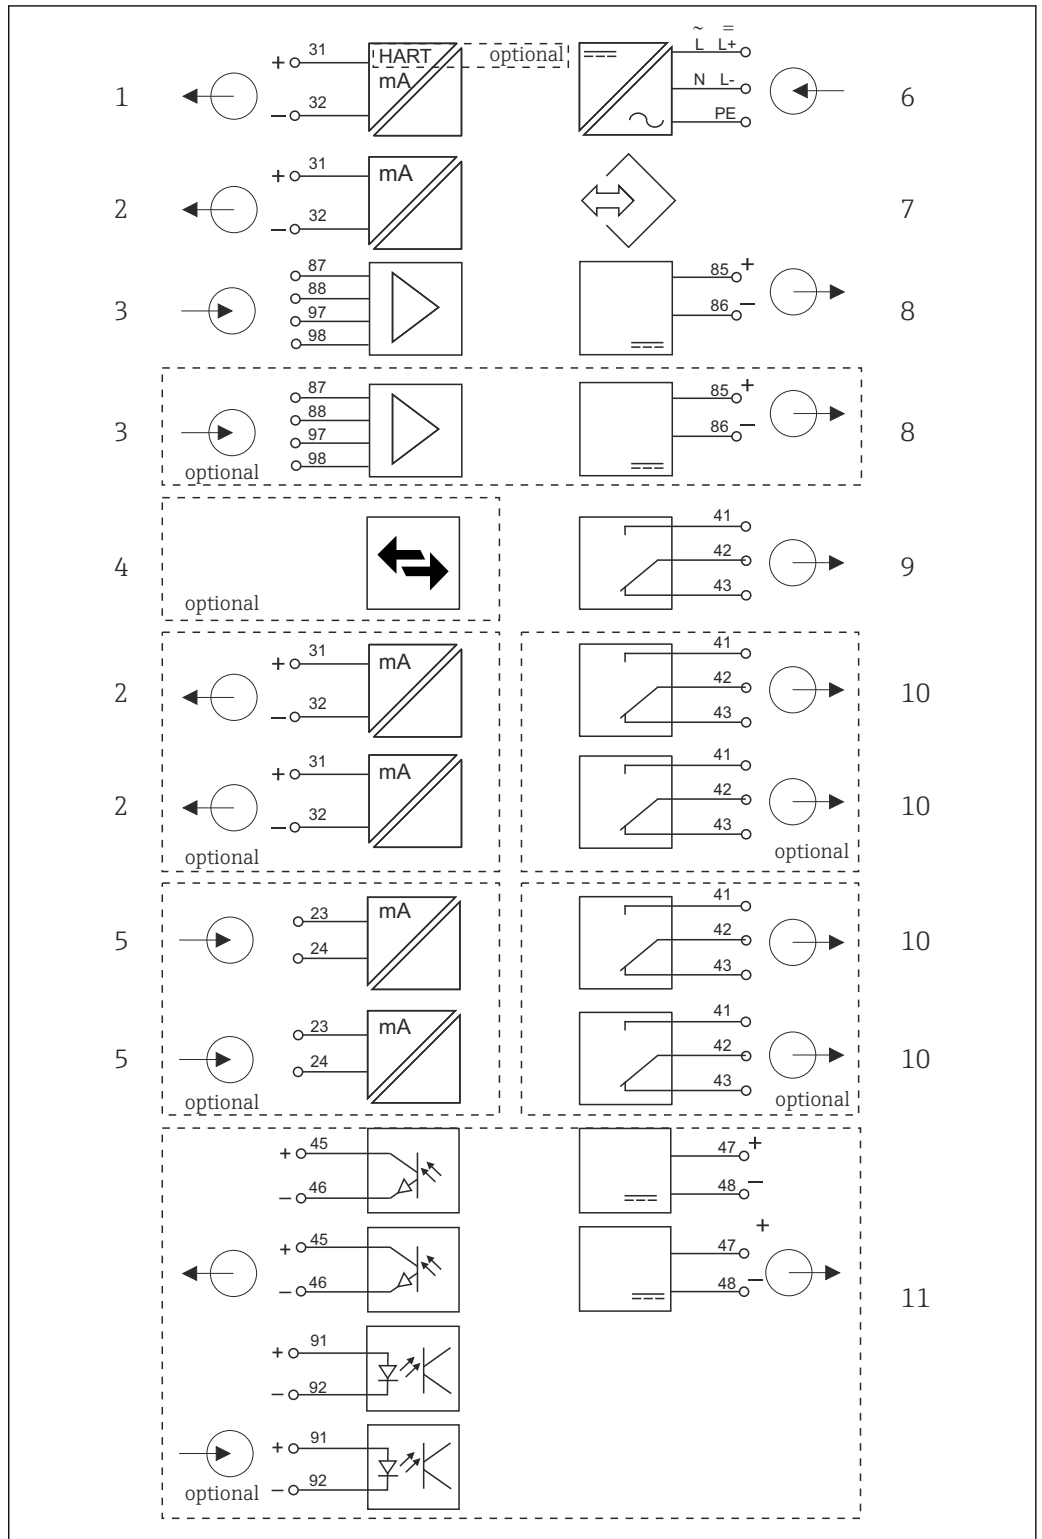 ~ =
31 HART optional L L+
+
1 mA N L- 6
32
− PE
31
+ mA
2 7
32
−
87 85 +
88
3 97 86 − 8
98
87 85 +
88
3 97 86 − 8
98
optional
41
4 42 9
optional 43
31 41
+ mA
2 42 10
32 43
−
31 41
+ mA
2 42 10
32 43
−
optional optional
23 mA 41
5 24 42 10
43
23 mA 41
5 24 42 10
43
optional optional
+ 45 47 +
− 46 48 −
+ 45 47 +
− 46 48 −
11
+ 91
− 92
+ 91
− 92
optional